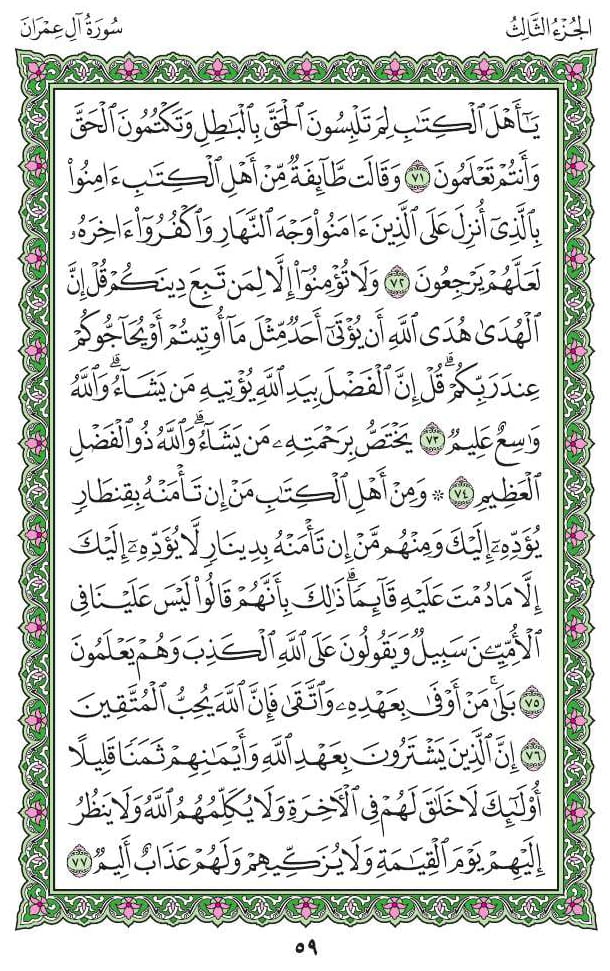 الجُزْءُ الثَّالِثُ
سُورَةُ آلِ عِمْرَانَ
يَٰٓأَهْلَ ٱلْكِتَٰبِ لِمَ تَلْبِسُونَ ٱلْحَقَّ بِٱلْبَٰطِلِ وَتَكْتُمُونَ ٱلْحَقَّ
وَأَنتُمْ تَعْلَمُونَ ٧١ وَقَالَت طَّآئِفَةٌ مِّنْ أَهْلِ ٱلْكِتَٰبِ ءَامِنُوا۟
بِٱلَّذِىٓ أُنزِلَ عَلَى ٱلَّذِينَ ءَامَنُوا۟ وَجْهَ ٱلنَّهَارِ وَٱكْفُرُوٓا۟ ءَاخِرَهُۥ
لَعَلَّهُمْ يَرْجِعُونَ ٧٢ وَلَا تُؤْمِنُوٓا۟ إِلَّا لِمَن تَبِعَ دِينَكُمْ قُلْ إِنَّ
ٱلْهُدَىٰ هُدَى ٱللَّهِ أَن يُؤْتَىٰٓ أَحَدٌ مِّثْلَ مَآ أُوتِيتُمْ أَوْ يُحَآجُّوكُمْ
عِندَ رَبِّكُمْ ۗ قُلْ إِنَّ ٱلْفَضْلَ بِيَدِ ٱللَّهِ يُؤْتِيهِ مَن يَشَآءُ ۗ وَٱللَّهُ
وَٰسِعٌ عَلِيمٌ ٧٣ يَخْتَصُّ بِرَحْمَتِهِۦ مَن يَشَآءُ ۗ وَٱللَّهُ ذُو ٱلْفَضْلِ
ٱلْعَظِيمِ ٧٤ * وَمِنْ أَهْلِ ٱلْكِتَٰبِ مَنْ إِن تَأْمَنْهُ بِقِنطَارٍ
يُؤَدِّهِۦٓ إِلَيْكَ وَمِنْهُم مَّنْ إِن تَأْمَنْهُ بِدِينَارٍ لَّا يُؤَدِّهِۦٓ إِلَيْكَ
إِلَّا مَا دُمْتَ عَلَيْهِ قَآئِمًا ۗ ذَٰلِكَ بِأَنَّهُمْ قَالُوا۟ لَيْسَ عَلَيْنَا فِى
ٱلْأُمِّيِّـۧنَ سَبِيلٌ وَيَقُولُونَ عَلَى ٱللَّهِ ٱلْكَذِبَ وَهُمْ يَعْلَمُونَ
٧٥ بَلَىٰ ۚ مَنْ أَوْفَىٰ بِعَهْدِهِۦ وَٱتَّقَىٰ فَإِنَّ ٱللَّهَ يُحِبُّ ٱلْمُتَّقِينَ
٧٦ إِنَّ ٱلَّذِينَ يَشْتَرُونَ بِعَهْدِ ٱللَّهِ وَأَيْمَٰنِهِمْ ثَمَنًا قَلِيلًا
أُو۟لَٰٓئِكَ لَا خَلَٰقَ لَهُمْ فِى ٱلْـَٔاخِرَةِ وَلَا يُكَلِّمُهُمُ ٱللَّهُ وَلَا يَنظُرُ
إِلَيْهِمْ يَوْمَ ٱلْقِيَٰمَةِ وَلَا يُزَكِّيهِمْ وَلَهُمْ عَذَابٌ أَلِيمٌ ٧٧
٥٩